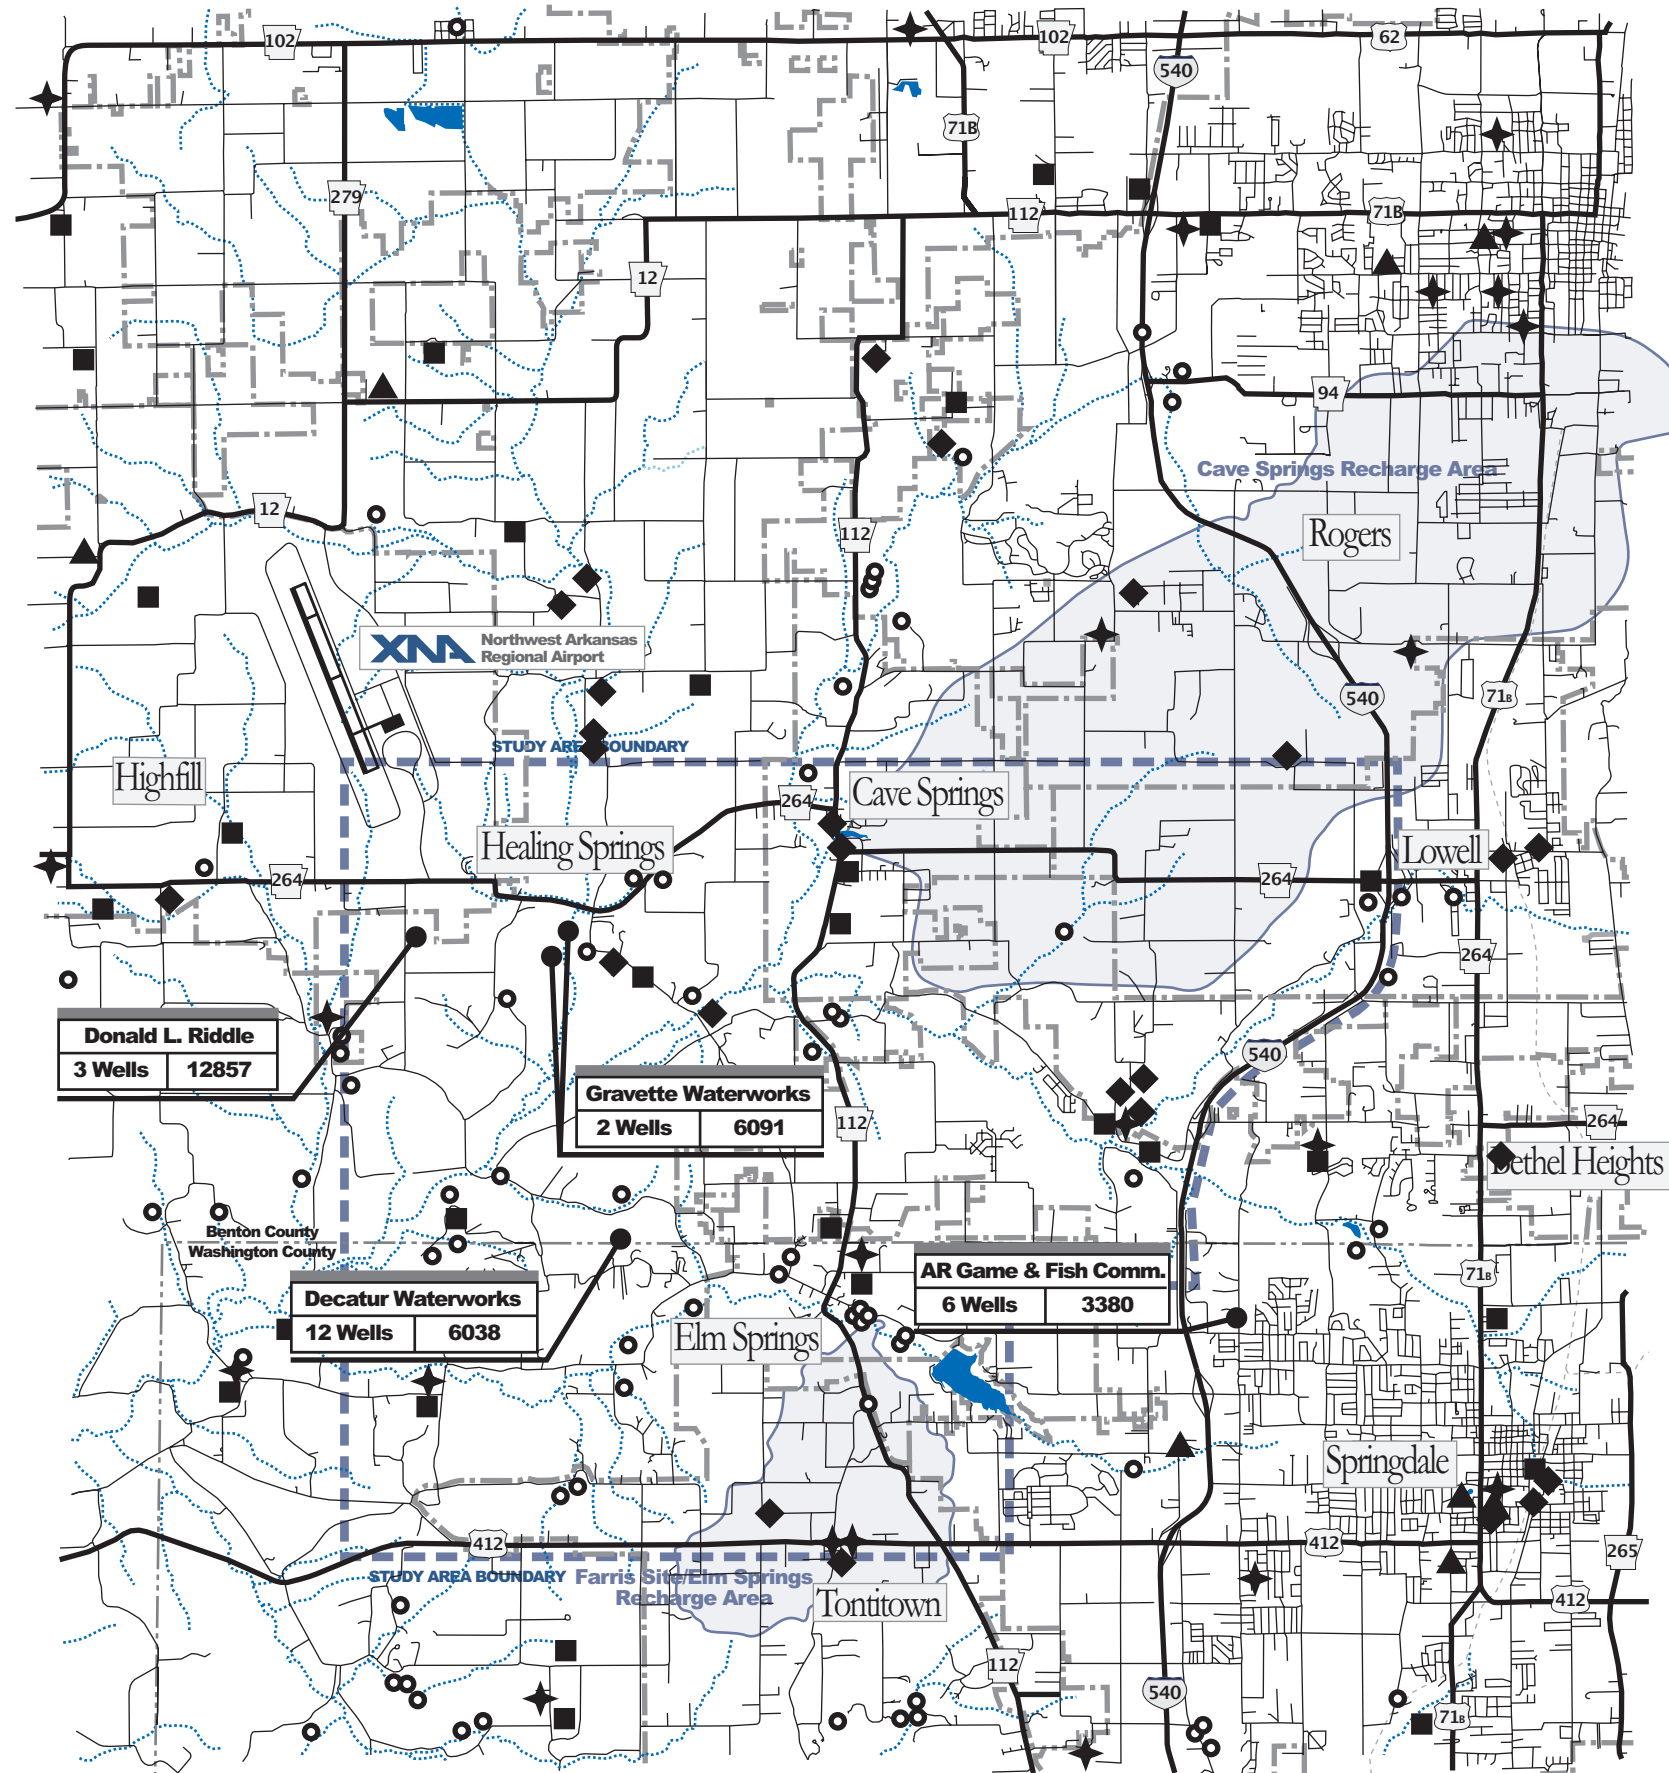 102
102
62
540
71B
279
112
71B
12
94
Cave Springs Recharge Area
12
112
Rogers
XNA Northwest Arkansas
Regional Airport
540
71B
STUDY AREA BOUNDARY
Highfill
264
Cave Springs
Healing Springs
Lowell
264
264
264
Donald L. Riddle
3 Wells 12857
540
Gravette Waterworks
2 Wells 6091
112
264
Bethel Heights
Benton County
Washington County
AR Game & Fish Comm.
6 Wells 3380
71B
Decatur Waterworks
12 Wells 6038
Elm Springs
Springdale
412
412
265
STUDY AREA BOUNDARY
Farris Site/Elm Springs
Recharge Area
Tontitown
412
112
540
71B